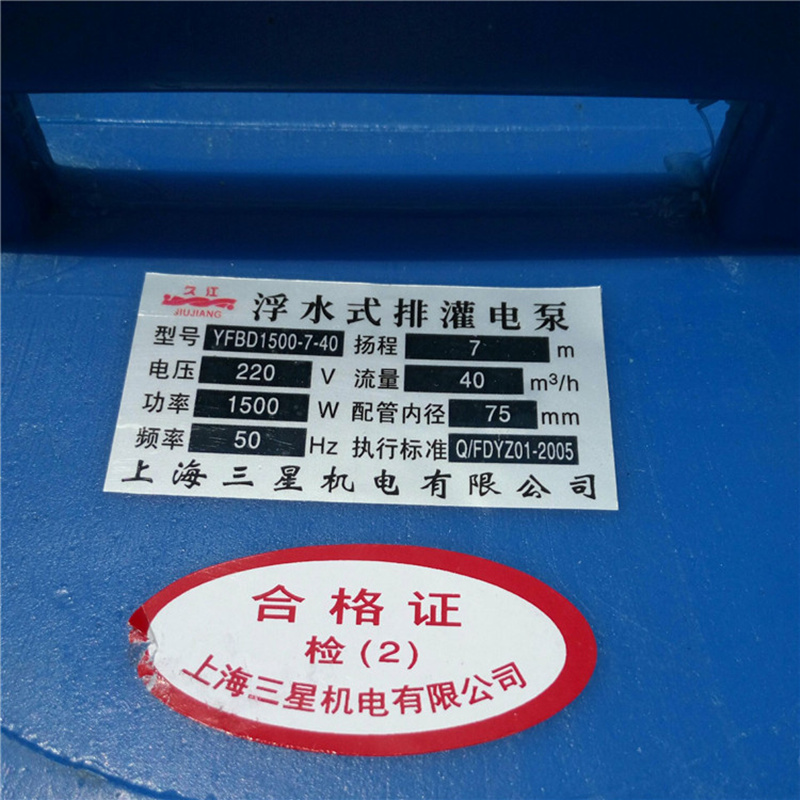 久江
JIUJIANG
浮水式排灌电泵
型号 YFBD1500-7-40 扬程 7 m
电压 220 V 流量 40 m³/h
功率 1500 W 配管内径 75 mm
频率 50 Hz 执行标准 Q/FDYZ01-2005
上海三星机电有限公司
合格证
检(2)
上海三星机电有限公司